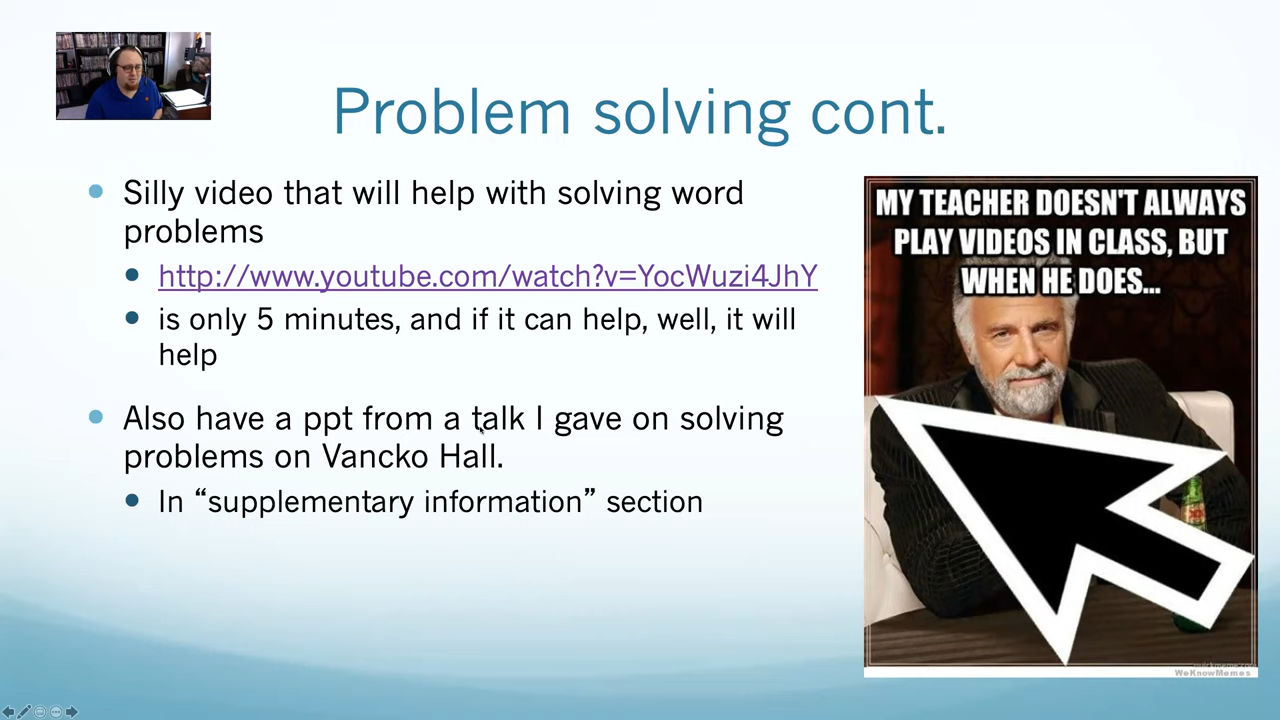 Problem solving cont.
Silly video that will help with solving word
problems
http://www.youtube.com/watch?v=YocWuzi4JhY
is only 5 minutes, and if it can help, well, it will
help
Also have a ppt from a talk I gave on solving
problems on Vancko Hall.
In “supplementary information” section
MY TEACHER DOESN'T ALWAYS
PLAY VIDEOS IN CLASS, BUT
WHEN HE DOES...
WeKnowMemes